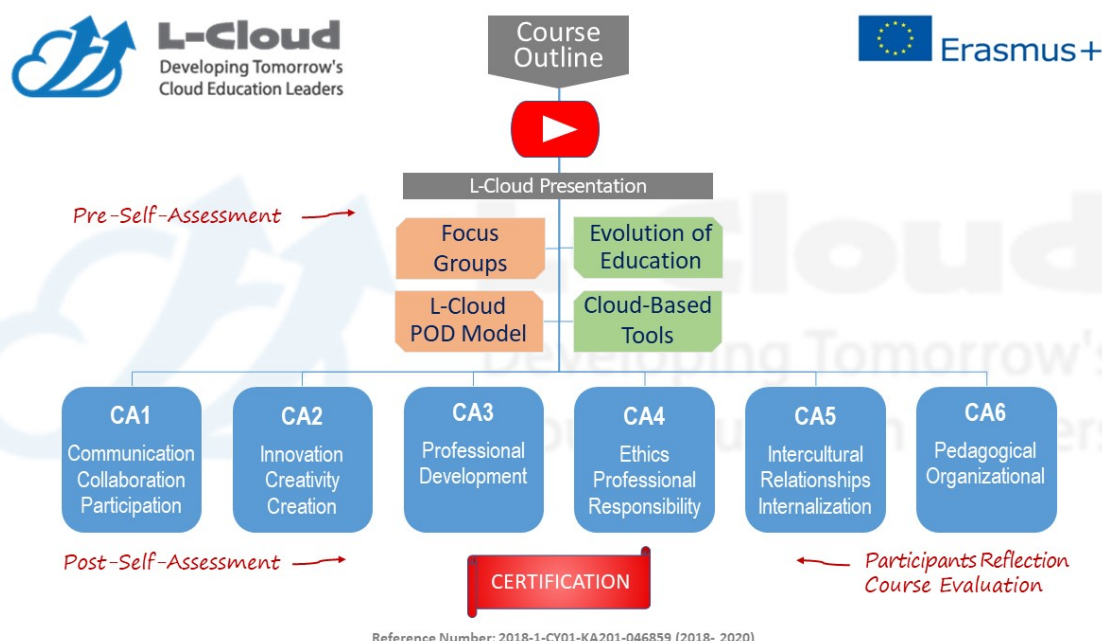 L-Cloud
Developing Tomorrow's
Cloud Education Leaders
Course
Outline
Erasmus+
L-Cloud Presentation
Pre-Self-Assessment
Focus
Groups
Evolution of
Education
L-Cloud
POD Model
Cloud-Based
Tools
CA1
Communication
Collaboration
Participation
CA2
Innovation
Creativity
Creation
CA3
Professional
Development
CA4
Ethics
Professional
Responsibility
CA5
Intercultural
Relationships
Internalization
CA6
Pedagogical
Organizational
Post-Self-Assessment
CERTIFICATION
Participants Reflection
Course Evaluation
Reference Number: 2018-1-CY01-KA201-046859 (2018- 2020)
L-Cloud
Developing Tomorrow's